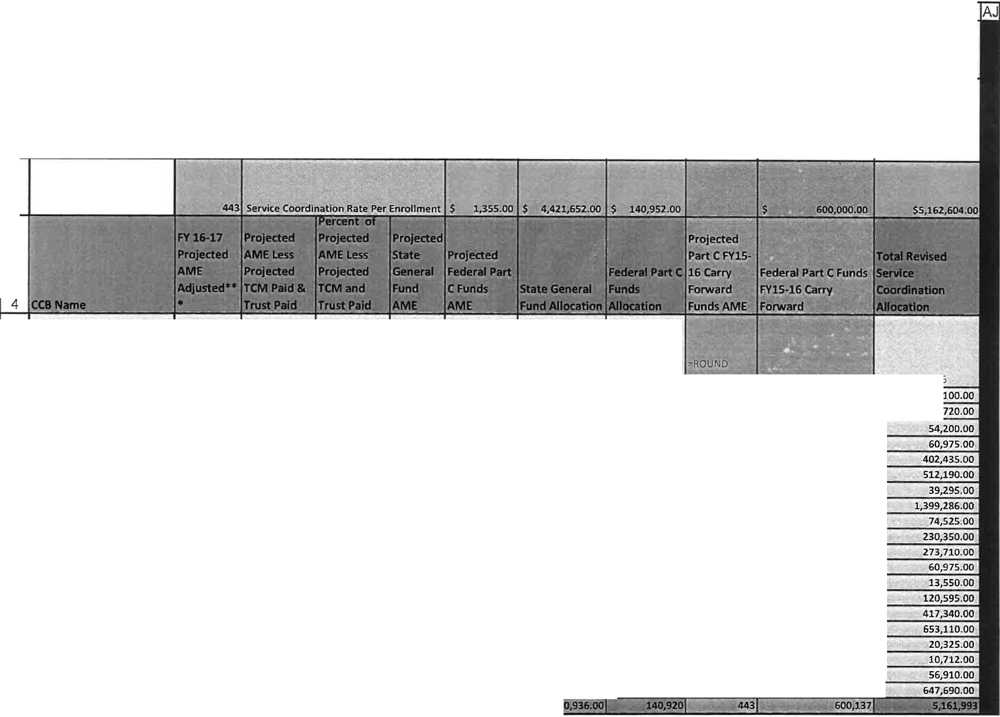 AJ
443 Service Coordination Rate Per Enrollment $ 1,355.00 $ 4,421,652.00 $ 140,952.00 $ 600,000.00 $5,162,604.00
4 CCB Name
FY 16-17
Projected
AME
Adjusted**
*
Projected
AME Less
Projected
TCM Paid &
Trust Paid
Percent of
Projected
AME Less
Projected
TCM and
Trust Paid
Projected
State
General
Fund
AME
Projected
Federal Part
C Funds
AME
State General
Fund Allocation
Federal Part C
Funds
Allocation
Projected
Part C FY15-
16 Carry
Forward
Funds AME
Federal Part C Funds
FY15-16 Carry
Forward
Total Revised
Service
Coordination
Allocation
=ROUND
100.00
720.00
54,200.00
60,975.00
402,435.00
512,190.00
39,295.00
1,399,286.00
74,525.00
230,350.00
273,710.00
60,975.00
13,550.00
120,595.00
417,340.00
653,110.00
20,325.00
10,712.00
56,910.00
647,690.00
0,936.00 140,920 443 600,137 5,161,993